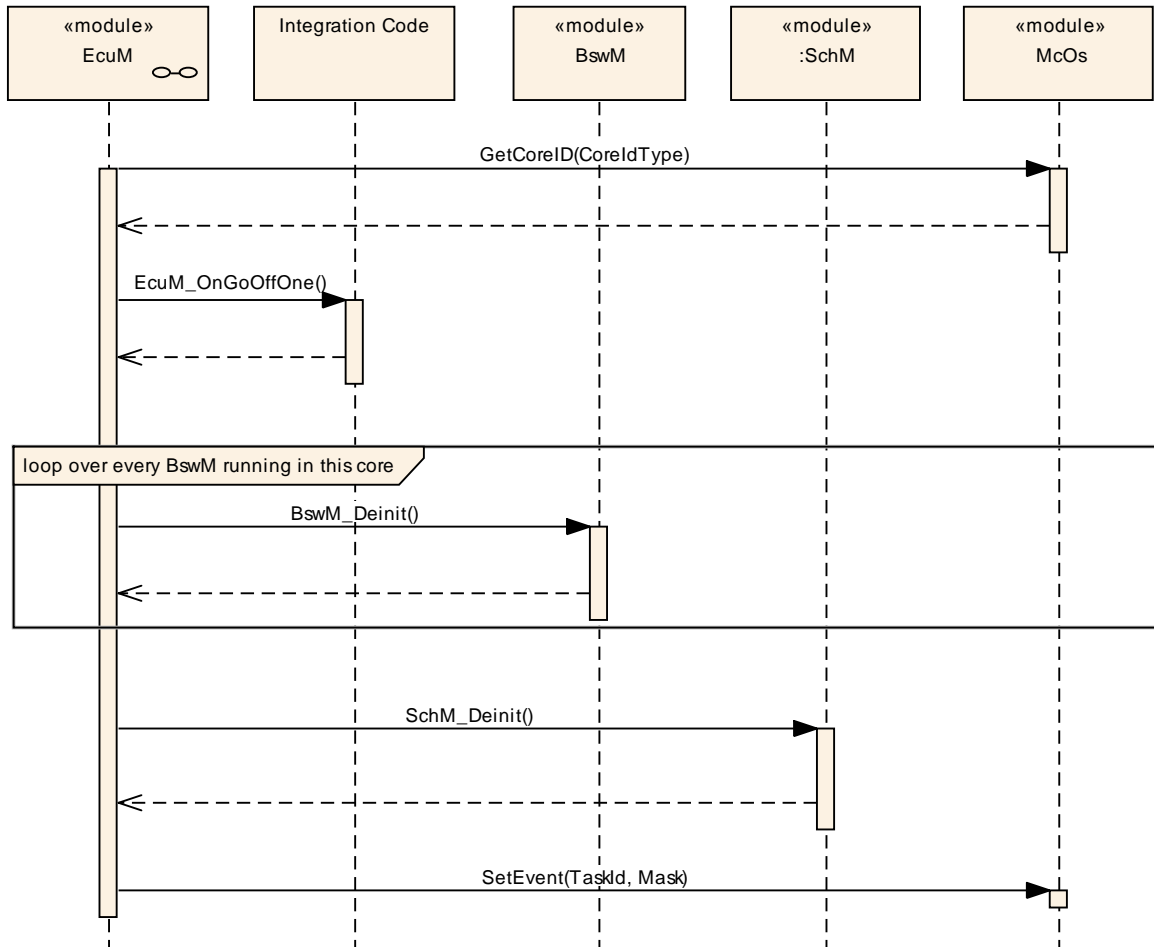 «module»
EcuM
Integration Code
«module»
BswM
«module»
:SchM
«module»
McOs
GetCoreID(CoreIdType)
EcuM_OnGoOffOne()
loop over every BswM running in this core
BswM_Deinit()
SchM_Deinit()
SetEvent(TaskId, Mask)